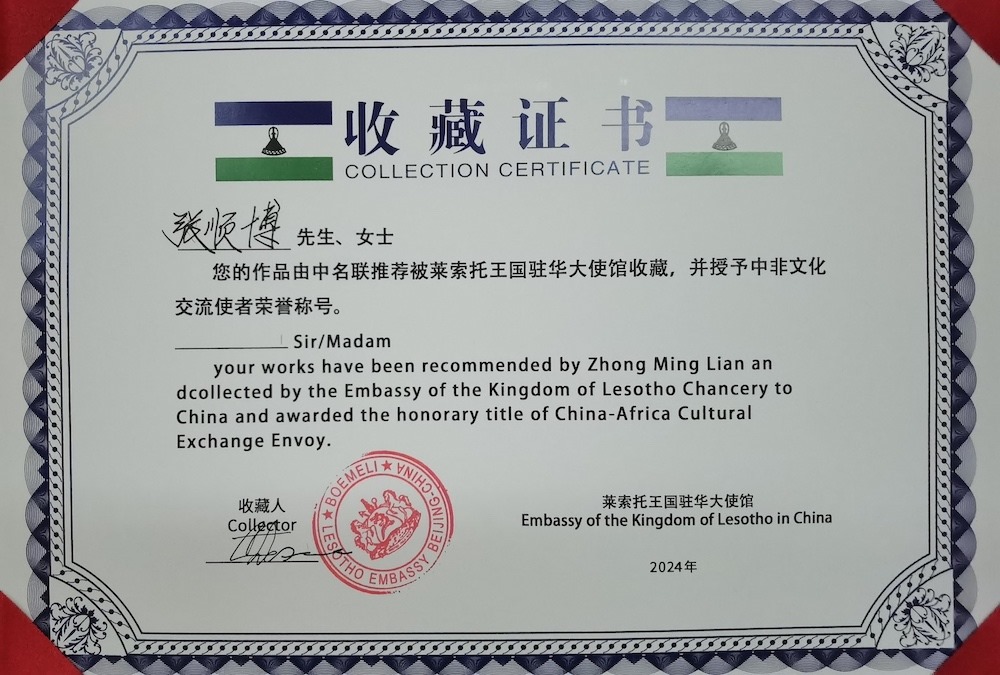 收藏证书
COLLECTION CERTIFICATE
张顺博 先生、女士
您的作品由中名联推荐被莱索托王国驻华大使馆收藏，并授予中非文化
交流使者荣誉称号。
Sir/Madam
your works have been recommended by Zhong Ming Lian an
dcollected by the Embassy of the Kingdom of Lesotho Chancery to
China and awarded the honorary title of China-Africa Cultural
Exchange Envoy.
收藏人
Collector
BOEMELI ★ LESOTHO EMBASSY BEIJING-CHINA ★
莱索托王国驻华大使馆
Embassy of the Kingdom of Lesotho in China
2024年